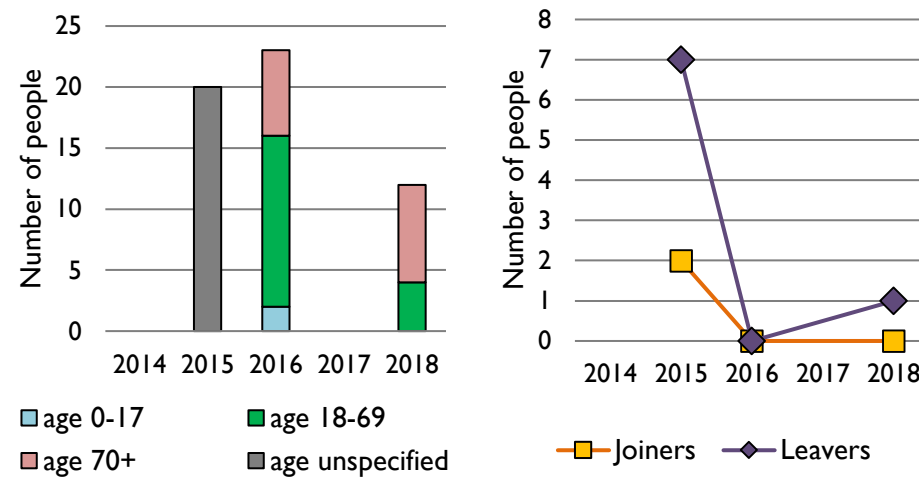 Number of people
25
20
15
10
5
0
2014 2015 2016 2017 2018
age 0-17 age 18-69
age 70+ age unspecified
Number of people
8
7
6
5
4
3
2
1
0
2014 2015 2016 2017 2018
Joiners Leavers